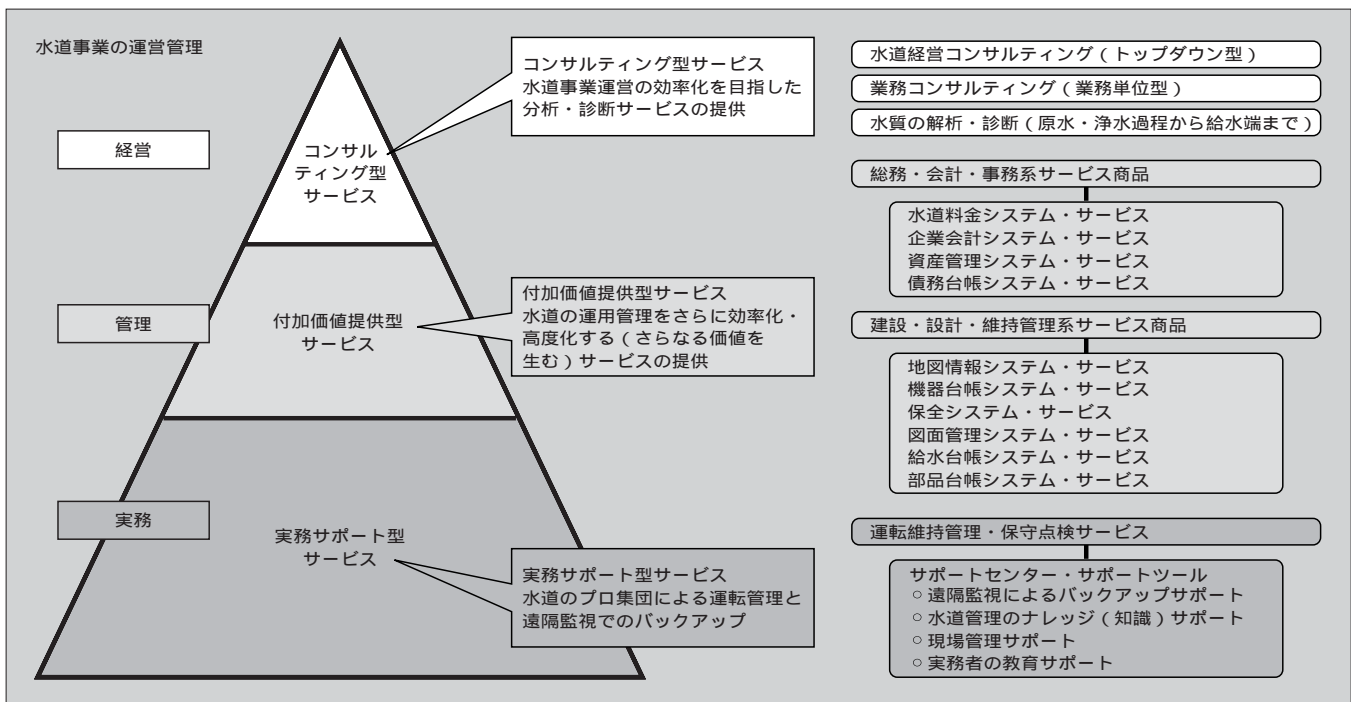 水道事業の運営管理
経営
コンサル
ティング型
サービス
コンサルティング型サービス
水道事業運営の効率化を目指した
分析・診断サービスの提供
管理
付加価値提供型
サービス
付加価値提供型サービス
水道の運用管理をさらに効率化・
高度化する（さらなる価値を
生む）サービスの提供
実務
実務サポート型
サービス
実務サポート型サービス
水道のプロ集団による運転管理と
遠隔監視でのバックアップ
水道経営コンサルティング（トップダウン型）
業務コンサルティング（業務単位型）
水質の解析・診断（原水・浄水過程から給水端まで）
総務・会計・事務系サービス商品
水道料金システム・サービス
企業会計システム・サービス
資産管理システム・サービス
債務台帳システム・サービス
建設・設計・維持管理系サービス商品
地図情報システム・サービス
機器台帳システム・サービス
保全システム・サービス
図面管理システム・サービス
給水台帳システム・サービス
部品台帳システム・サービス
運転維持管理・保守点検サービス
サポートセンター・サポートツール
○遠隔監視によるバックアップサポート
○水道管理のナレッジ（知識）サポート
○現場管理サポート
○実務者の教育サポート